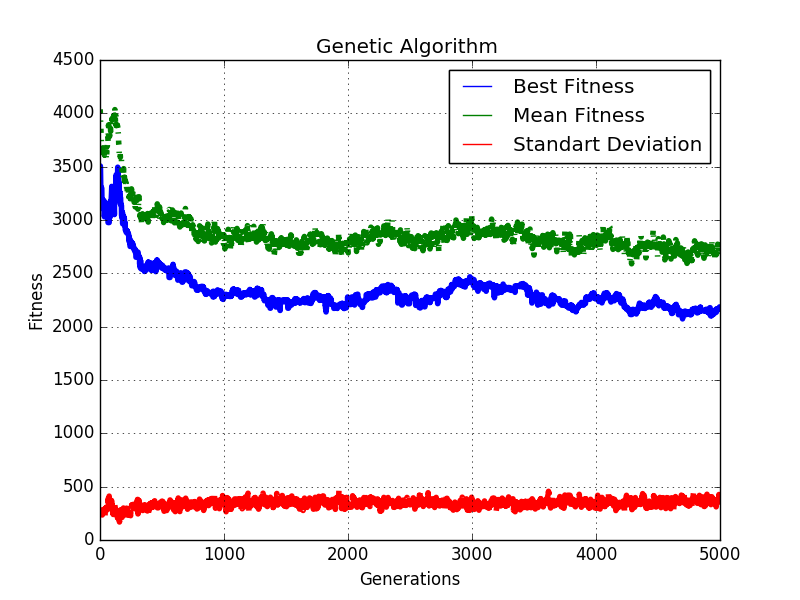 Genetic Algorithm
Best Fitness
Mean Fitness
Standart Deviation
4500
4000
3500
3000
2500
2000
1500
1000
500
0
Fitness
0 1000 2000 3000 4000 5000
Generations